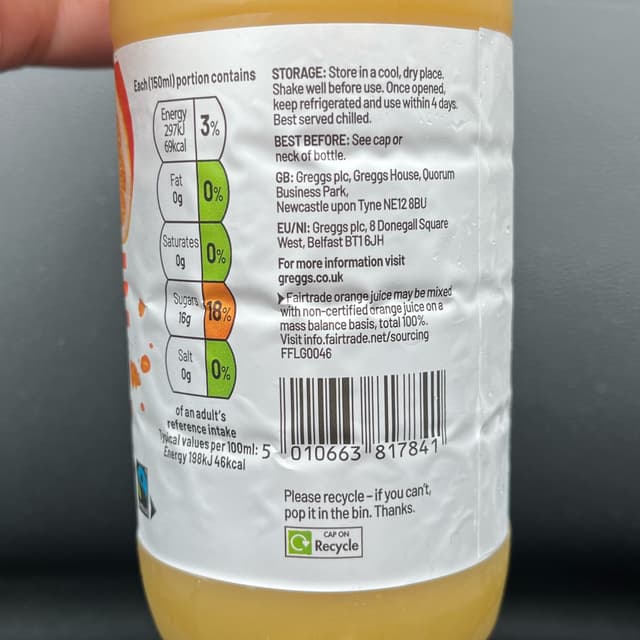 Each (150ml) portion contains
Energy
297kJ
69kcal
3%
Fat
0g
0%
Saturates
0g
0%
Sugars
16g
18%
Salt
0g
0%
of an adult's
reference intake
Typical values per 100ml:
Energy 198kJ 46kcal
STORAGE: Store in a cool, dry place.
Shake well before use. Once opened,
keep refrigerated and use within 4 days.
Best served chilled.
BEST BEFORE: See cap or
neck of bottle.
GB: Greggs plc, Greggs House, Quorum
Business Park,
Newcastle upon Tyne NE12 8BU
EU/NI: Greggs plc, 8 Donegall Square
West, Belfast BT1 6JH
For more information visit
greggs.co.uk
Fairtrade orange juice may be mixed
with non-certified orange juice on a
mass balance basis, total 100%.
Visit info.fairtrade.net/sourcing
FFLG0046
5 010663 817841
Please recycle – if you can't,
pop it in the bin. Thanks.
CAP ON
Recycle